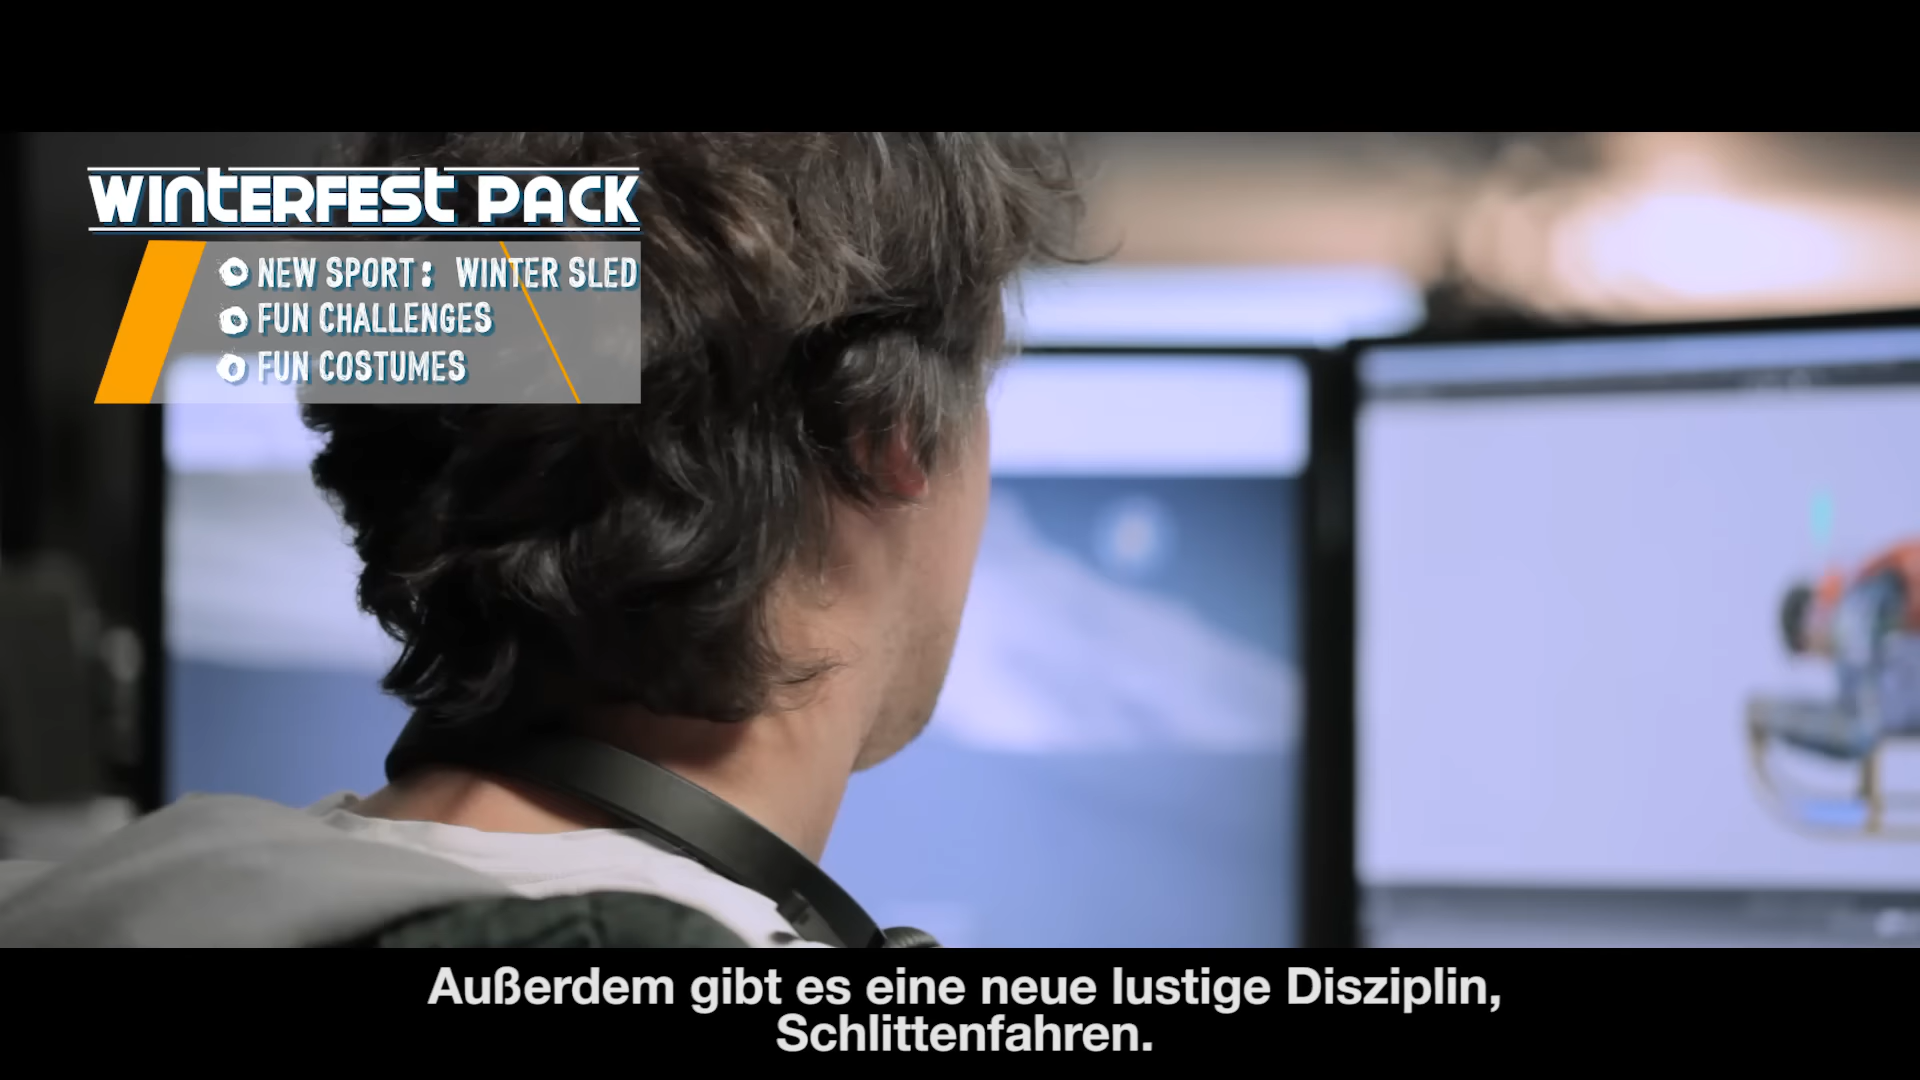 WINTERFEST PACK
NEW SPORT: WINTER SLED
FUN CHALLENGES
FUN COSTUMES
Außerdem gibt es eine neue lustige Disziplin,
Schlittenfahren.